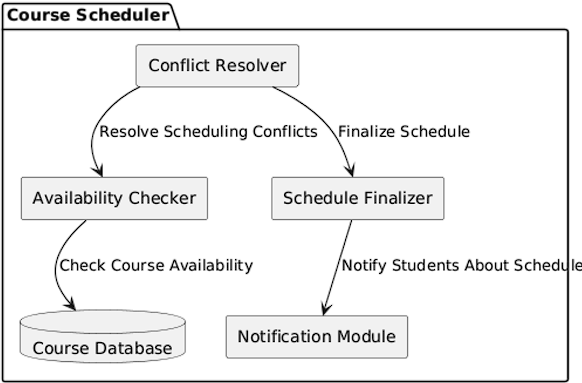 Course Scheduler
Conflict Resolver
Resolve Scheduling Conflicts
Finalize Schedule
Availability Checker
Schedule Finalizer
Check Course Availability
Notify Students About Schedule
Course Database
Notification Module